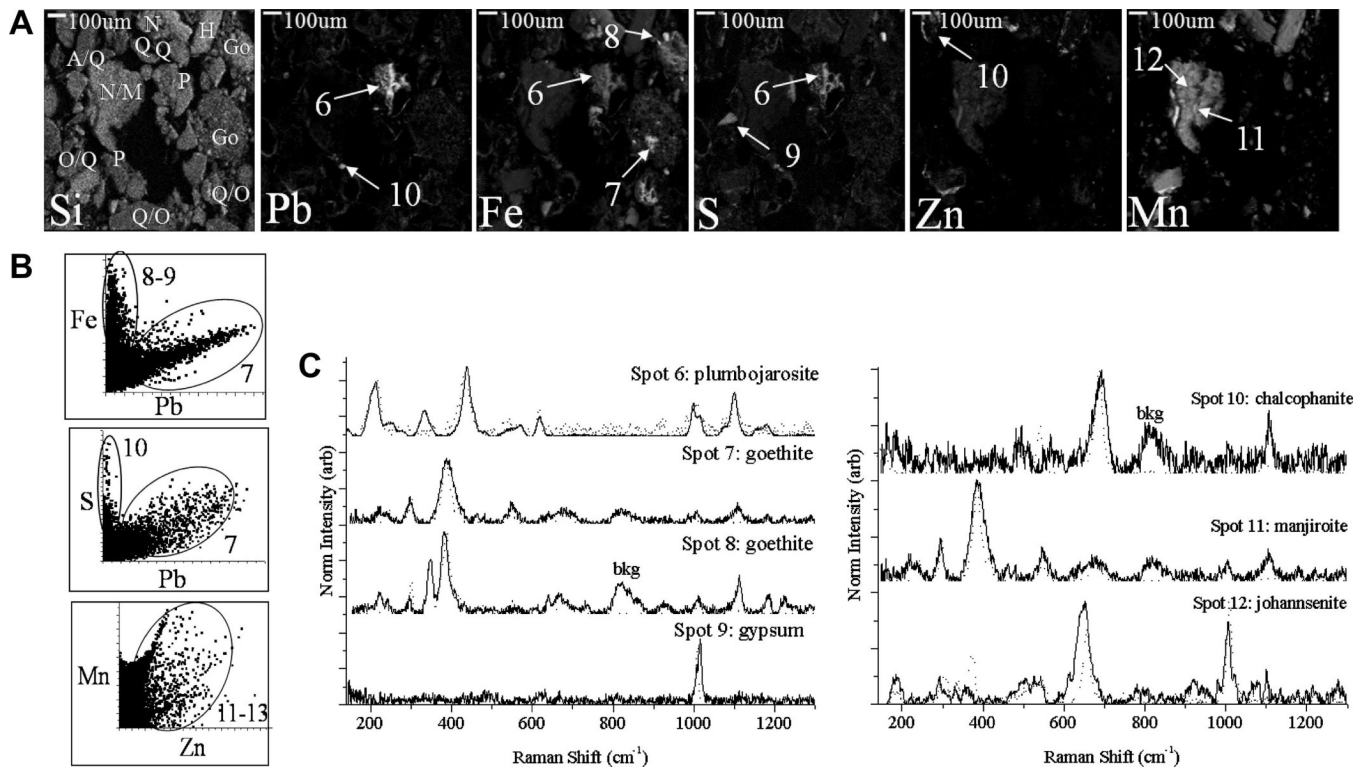 A
100um
N
H
Q
Q
Go
A/Q
P
N/M
Go
O/Q
P
Q/O
Q/O
Si
100um
6
10
Pb
100um
8
6
7
Fe
100um
6
9
S
100um
10
Zn
100um
12
11
Mn
B
8-9
Fe
7
Pb
10
S
7
Pb
Mn
11-13
Zn
C
Norm Intensity (arb)
Spot 6: plumbojarosite
Spot 7: goethite
Spot 8: goethite
bkg
Spot 9: gypsum
200 400 600 800 1000 1200
Raman Shift (cm⁻¹)
Norm Intensity (arb)
Spot 10: chalcophanite
bkg
Spot 11: manjiroite
Spot 12: johannsenite
200 400 600 800 1000 1200
Raman Shift (cm⁻¹)